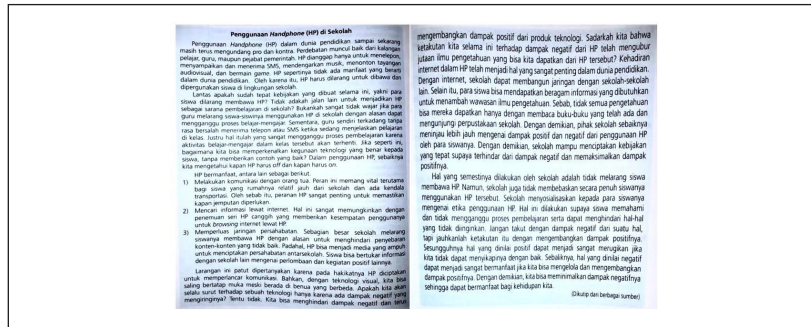 Penggunaan Handphone (HP) di Sekolah
Penggunaan Handphone (HP) dalam dunia pendidikan sampai sekarang
masih terus mengundang pro dan kontra. Perdebatan muncul baik dari kalangan
pelajar, guru, maupun pejabat pemerintah. HP dianggap hanya untuk menelepon,
menyampaikan dan menerima SMS, mendengarkan musik, menonton tayangan
audiovisual, dan bermain game. HP sepertinya tidak ada manfaat yang berarti
dalam dunia pendidikan. Oleh karena itu, HP harus dilarang untuk dibawa dan
dipergunakan siswa di lingkungan sekolah.
Lantas apakah sudah tepat kebijakan yang dibuat selama ini, yakni para
siswa dilarang membawa HP? Tidak adakah jalan lain untuk menjadikan HP
sebagai sarana pembelajaran di sekolah? Bukankah sangat tidak wajar jika para
guru melarang siswa-siswinya menggunakan HP di sekolah dengan alasan dapat
mengganggu proses belajar-mengajar. Sementara, guru sendiri terkadang tanpa
rasa bersalah menerima telepon atau SMS ketika sedang menjelaskan pelajaran
di kelas. Justru hal itulah yang sangat mengganggu proses pembelajaran karena
aktivitas belajar-mengajar dalam kelas tersebut akan terhenti. Jika seperti ini,
bagaimana kita bisa memperkenalkan kegunaan teknologi yang benar kepada
siswa, tanpa memberikan contoh yang baik? Dalam penggunaan HP, sebaiknya
kita mengetahui kapan HP harus off dan kapan harus on.
HP bermanfaat, antara lain sebagai berikut.
1) Melakukan komunikasi dengan orang tua. Peran ini memang vital terutama
bagi siswa yang rumahnya relatif jauh dari sekolah dan ada kendala
transportasi. Oleh sebab itu, peranan HP sangat penting untuk memastikan
kapan jemputan diperlukan.
2) Mencari informasi lewat internet. Hal ini sangat memungkinkan dengan
penemuan seri HP canggih yang memberikan kesempatan penggunanya
untuk browsing internet lewat HP.
3) Memperluas jaringan persahabatan. Sebagian besar sekolah melarang
siswanya membawa HP dengan alasan untuk menghindari penyebaran
konten-konten yang tidak baik. Padahal, HP bisa menjadi media yang ampuh
untuk menciptakan persahabatan antarsekolah. Siswa bisa bertukar informasi
dengan sekolah lain mengenai perlombaan dan kegiatan positif lainnya.
Larangan ini patut dipertanyakan karena pada hakikatnya HP diciptakan
untuk memperlancar komunikasi. Bahkan, dengan teknologi visual, kita bisa
saling bertatap muka meski berada di benua yang berbeda. Apakah kita akan
selalu surut terhadap sebuah teknologi hanya karena ada dampak negatif yang
mengiringinya? Tentu tidak. Kita bisa menghindari dampak negatif dan terus
mengembangkan dampak positif dari produk teknologi. Sadarkah kita bahwa
ketakutan kita selama ini terhadap dampak negatif dari HP telah mengubur
jutaan ilmu pengetahuan yang bisa kita dapatkan dari HP tersebut? Kehadiran
internet dalam HP telah menjadi hal yang sangat penting dalam dunia pendidikan.
Dengan internet, sekolah dapat membangun jaringan dengan sekolah-sekolah
lain. Selain itu, para siswa bisa mendapatkan beragam informasi yang dibutuhkan
untuk menambah wawasan ilmu pengetahuan. Sebab, tidak semua pengetahuan
bisa mereka dapatkan hanya dengan membaca buku-buku yang telah ada dan
mengunjungi perpustakaan sekolah. Dengan demikian, pihak sekolah sebaiknya
meninjau lebih jauh mengenai dampak positif dan negatif dari penggunaan HP
oleh para siswanya. Dengan demikian, sekolah mampu menciptakan kebijakan
yang tepat supaya terhindar dari dampak negatif dan memaksimalkan dampak
positifnya.
Hal yang semestinya dilakukan oleh sekolah adalah tidak melarang siswa
membawa HP. Namun, sekolah juga tidak membebaskan secara penuh siswanya
menggunakan HP tersebut. Sekolah menyosialisasikan kepada para siswanya
mengenai etika penggunaan HP. Hal ini dilakukan supaya siswa memahami
dan tidak mengganggu proses pembelajaran serta dapat menghindari hal-hal
yang tidak diinginkan. Jangan takut dengan dampak negatif dari suatu hal,
tapi jauhkanlah ketakutan itu dengan mengembangkan dampak positifnya.
Sesungguhnya hal yang dinilai positif dapat menjadi sangat merugikan jika
kita tidak dapat menyikapinya dengan baik. Sebaliknya, hal yang dinilai negatif
dapat menjadi sangat bermanfaat jika kita bisa mengelola dan mengembangkan
dampak positifnya. Dengan demikian, kita bisa meminimalkan dampak negatifnya
sehingga dapat bermanfaat bagi kehidupan kita.
(Dikutip dari berbagai sumber)